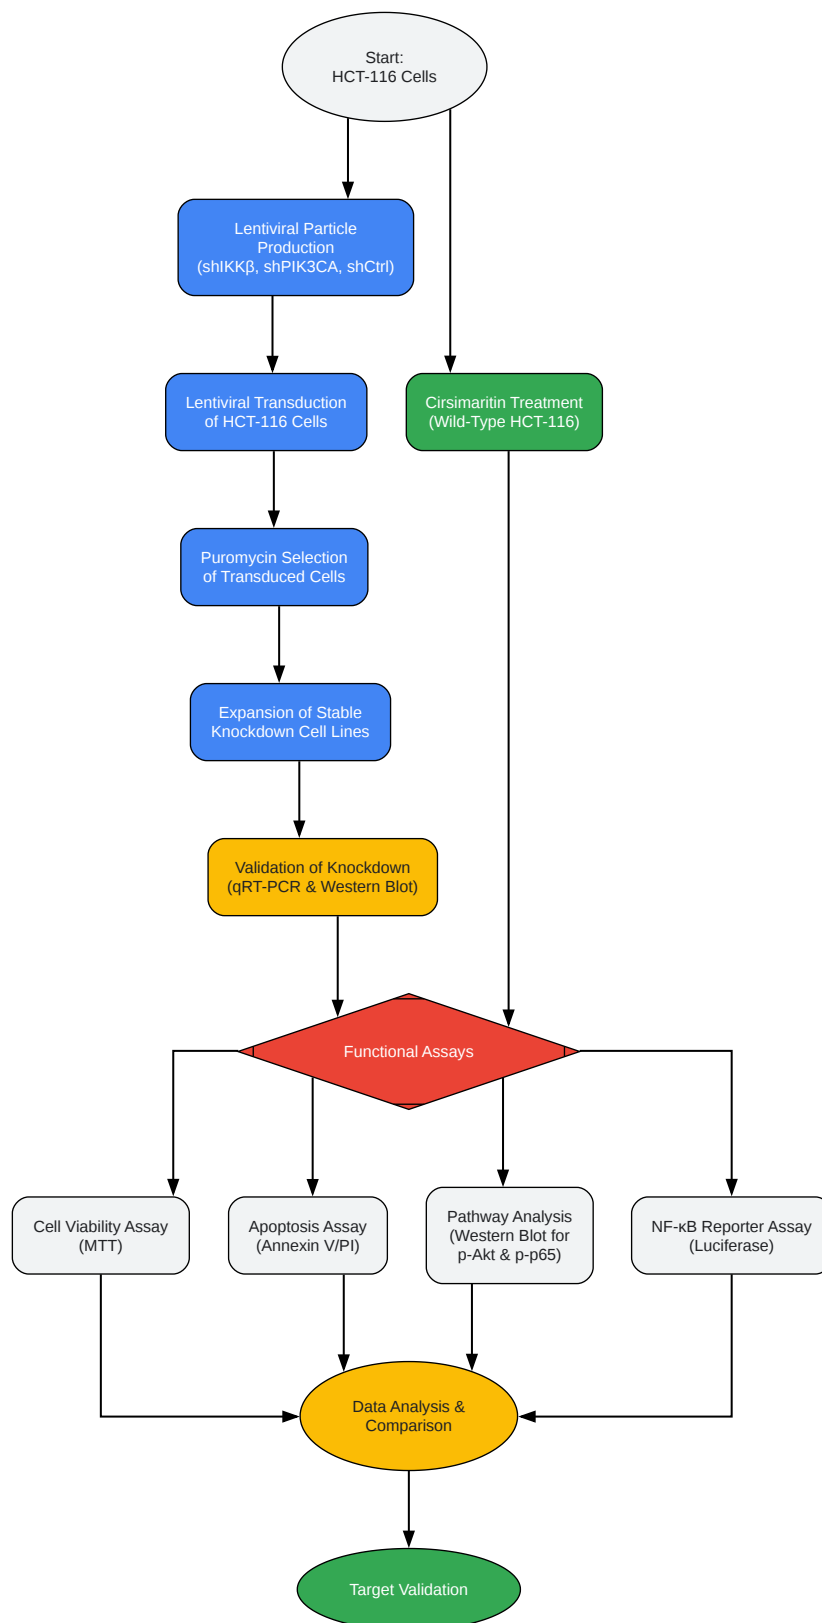 Start:
HCT-116 Cells
Lentiviral Particle
Production
(shIKKβ, shPIK3CA, shCtrl)
Lentiviral Transduction
of HCT-116 Cells
Cirsimaritin Treatment
(Wild-Type HCT-116)
Puromycin Selection
of Transduced Cells
Expansion of Stable
Knockdown Cell Lines
Validation of Knockdown
(qRT-PCR & Western Blot)
Functional Assays
Cell Viability Assay
(MTT)
Apoptosis Assay
(Annexin V/PI)
Pathway Analysis
(Western Blot for
p-Akt & p-p65)
NF-κB Reporter Assay
(Luciferase)
Data Analysis &
Comparison
Target Validation